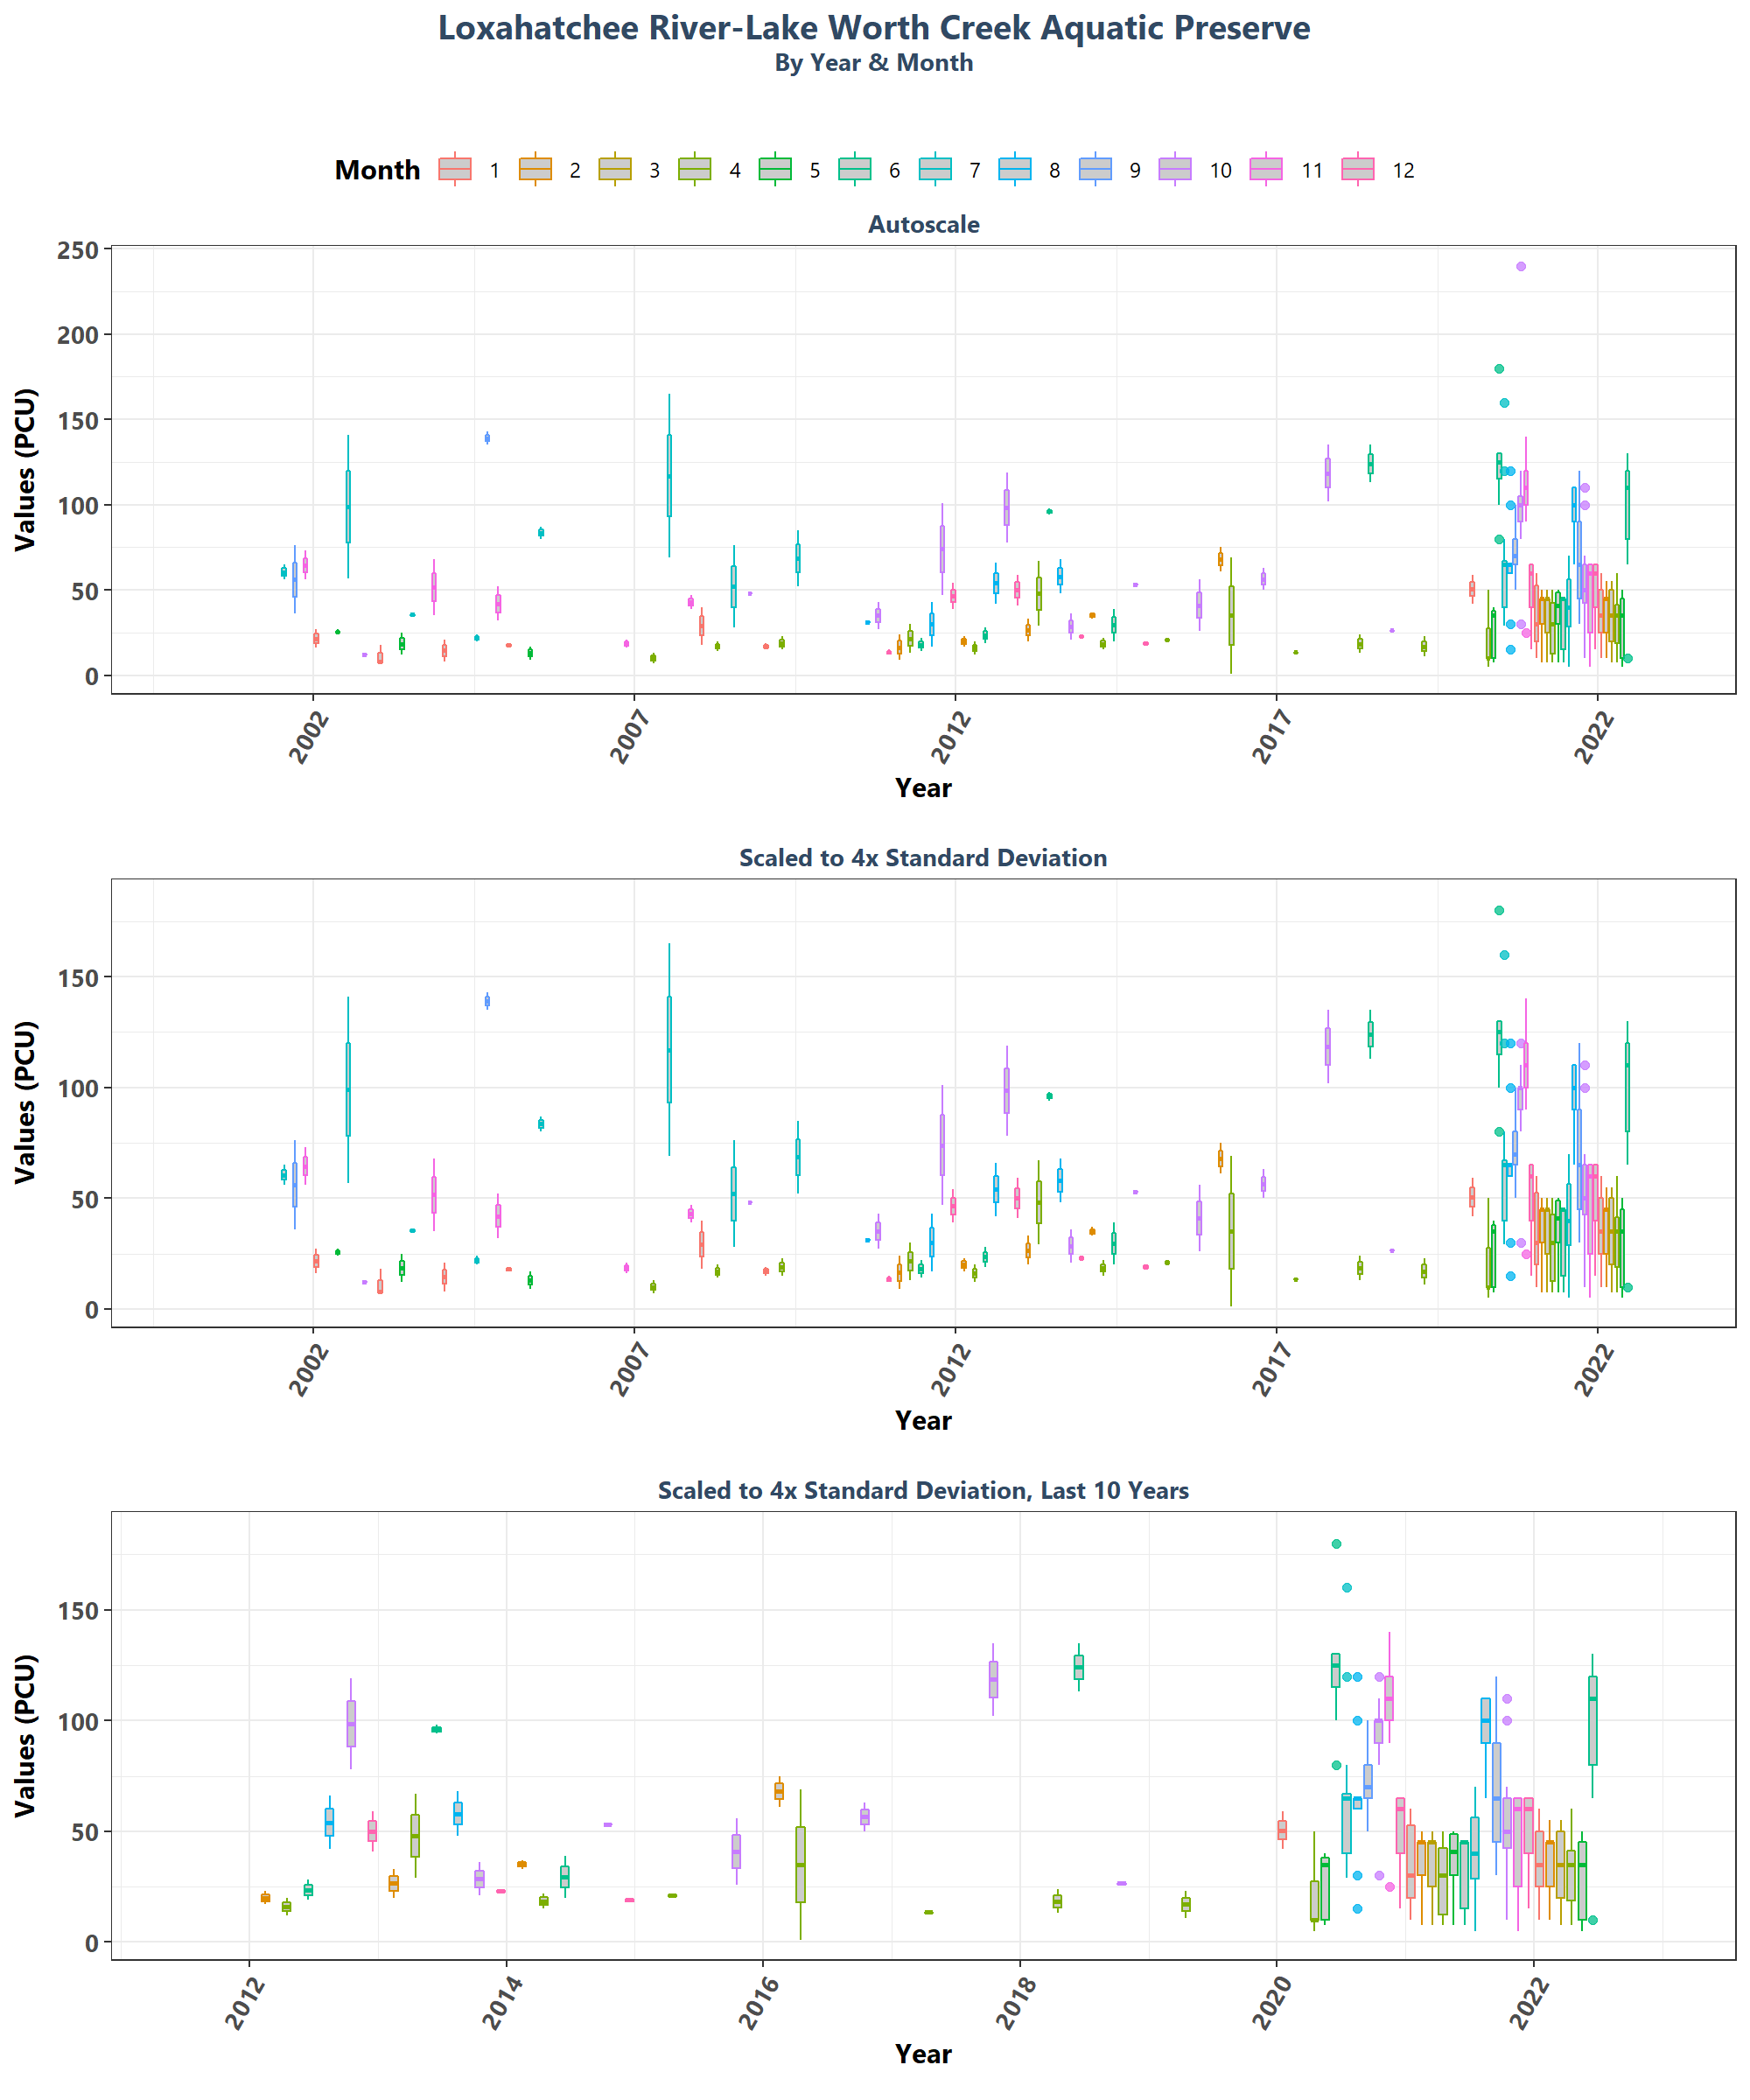 Loxahatchee River-Lake Worth Creek Aquatic Preserve
By Year & Month
Month 1 2 3 4 5 6 7 8 9 10 11 12
Autoscale
Values (PCU)
250
200
150
100
50
0
2002 2007 2012 2017 2022
Year
Scaled to 4x Standard Deviation
Values (PCU)
150
100
50
0
2002 2007 2012 2017 2022
Year
Scaled to 4x Standard Deviation, Last 10 Years
Values (PCU)
150
100
50
0
2012 2014 2016 2018 2020 2022
Year